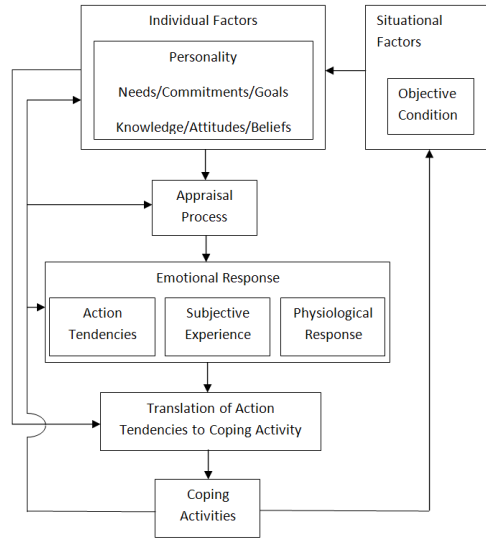 Individual Factors
Personality
Needs/Commitments/Goals
Knowledge/Attitudes/Beliefs
Situational
Factors
Objective
Condition
Appraisal
Process
Emotional Response
Action
Tendencies
Subjective
Experience
Physiological
Response
Translation of Action
Tendencies to Coping Activity
Coping
Activities